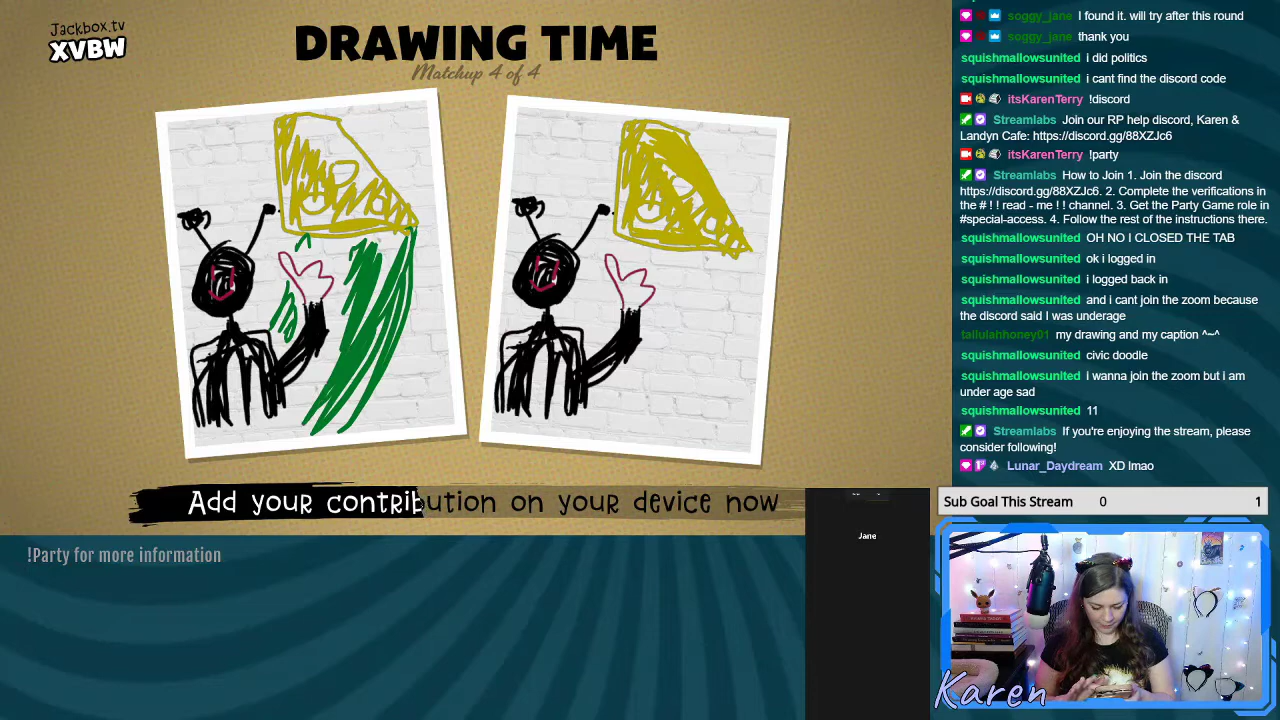 Jackbox.tv
XVBW
DRAWING TIME
Matchup 4 of 4
Add your contribution on your device now
!Party for more information
Jane
soggy_jane I found it. will try after this round
soggy_jane thank you
squishmallowsunited i did politics
squishmallowsunited i cant find the discord code
itsKarenTerry !discord
Streamlabs Join our RP help discord, Karen &
Landyn Cafe: https://discord.gg/88XZJc6
itsKarenTerry !party
Streamlabs How to Join 1. Join the discord
https://discord.gg/88XZJc6. 2. Complete the verifications in
the # ! ! read - me ! ! channel. 3. Get the Party Game role in
#special-access. 4. Follow the rest of the instructions there.
squishmallowsunited OH NO I CLOSED THE TAB
squishmallowsunited ok i logged in
squishmallowsunited i logged back in
squishmallowsunited and i cant join the zoom because
the discord said I was underage
tallulahhoney01 my drawing and my caption ^~^
squishmallowsunited civic doodle
squishmallowsunited i wanna join the zoom but i am
under age sad
squishmallowsunited 11
Streamlabs If you're enjoying the stream, please
consider following!
Lunar_Daydream XD lmao
Sub Goal This Stream 0 1
Karen